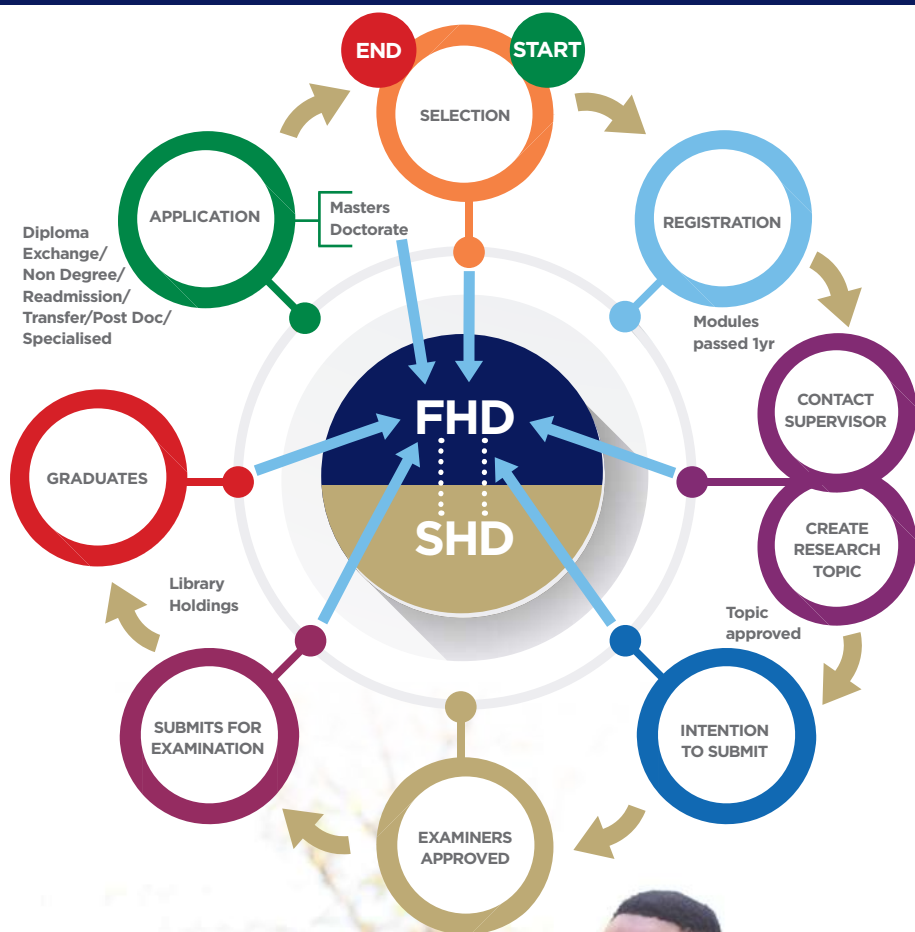 END
START
SELECTION
APPLICATION
Masters
Doctorate
REGISTRATION
Diploma
Exchange/
Non Degree/
Readmission/
Transfer/Post Doc/
Specialised
Modules
passed 1yr
CONTACT
SUPERVISOR
FHD
GRADUATES
SHD
CREATE
RESEARCH
TOPIC
Library
Holdings
Topic
approved
SUBMITS FOR
EXAMINATION
INTENTION
TO SUBMIT
EXAMINERS
APPROVED